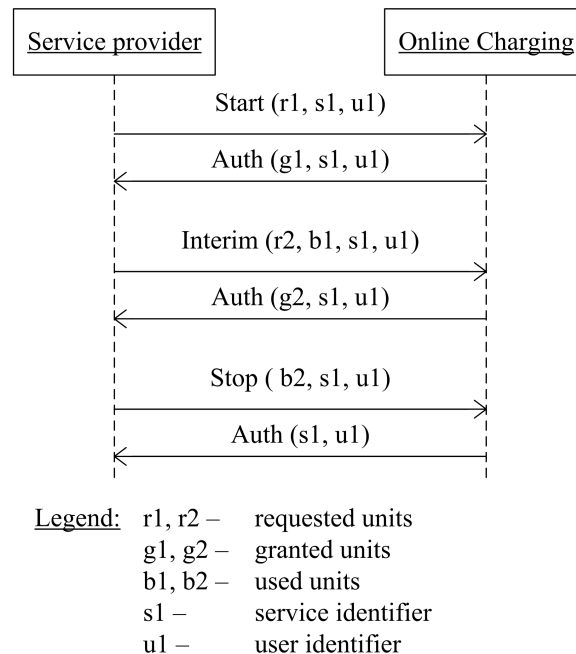 Service provider
Online Charging
Start (r1, s1, u1)
Auth (g1, s1, u1)
Interim (r2, b1, s1, u1)
Auth (g2, s1, u1)
Stop ( b2, s1, u1)
Auth (s1, u1)
Legend: r1, r2 – requested units
g1, g2 – granted units
b1, b2 – used units
s1 – service identifier
u1 – user identifier